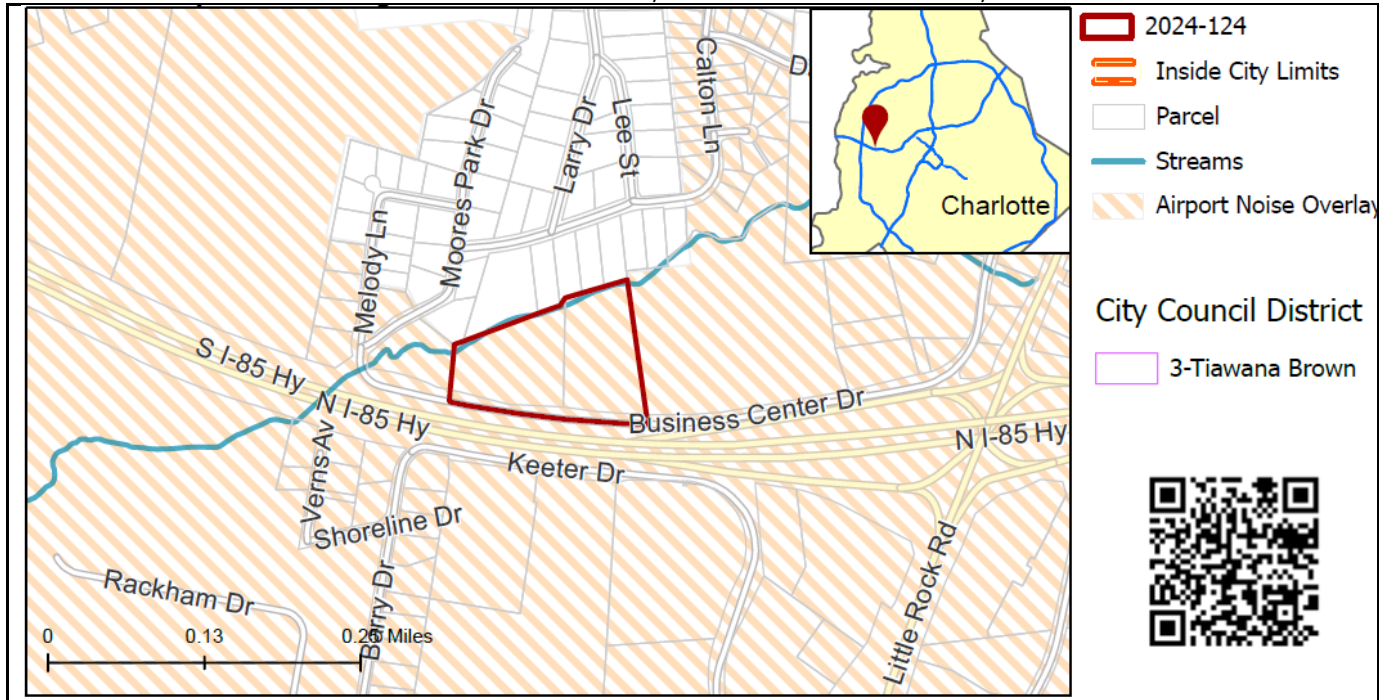 2024-124
Inside City Limits
Parcel
Streams
Airport Noise Overlay
City Council District
3-Tiawana Brown
Charlotte
Calton Ln
D
Moores Park Dr
Larry Dr
Lee St
Melody Ln
S I-85 Hy
N I-85 Hy
Business Center Dr
N I-85 Hy
Verns Av
Keeter Dr
Shoreline Dr
Barry Dr
Rackham Dr
Little Rock Rd
0 0.13 0.26 Miles